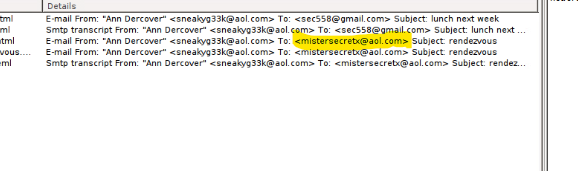 Details
tml E-mail From: "Ann Dercover" <sneakyg33k@aol.com> To: <sec558@gmail.com> Subject: lunch next week
ml Smtp transcript From: "Ann Dercover" <sneakyg33k@aol.com> To: <sec558@gmail.com> Subject: lunch next ...
html E-mail From: "Ann Dercover" <sneakyg33k@aol.com> To: <mistersecretx@aol.com> Subject: rendezvous
vous.... E-mail From: "Ann Dercover" <sneakyg33k@aol.com> To: <mistersecretx@aol.com> Subject: rendezvous
eml Smtp transcript From: "Ann Dercover" <sneakyg33k@aol.com> To: <mistersecretx@aol.com> Subject: rendez...